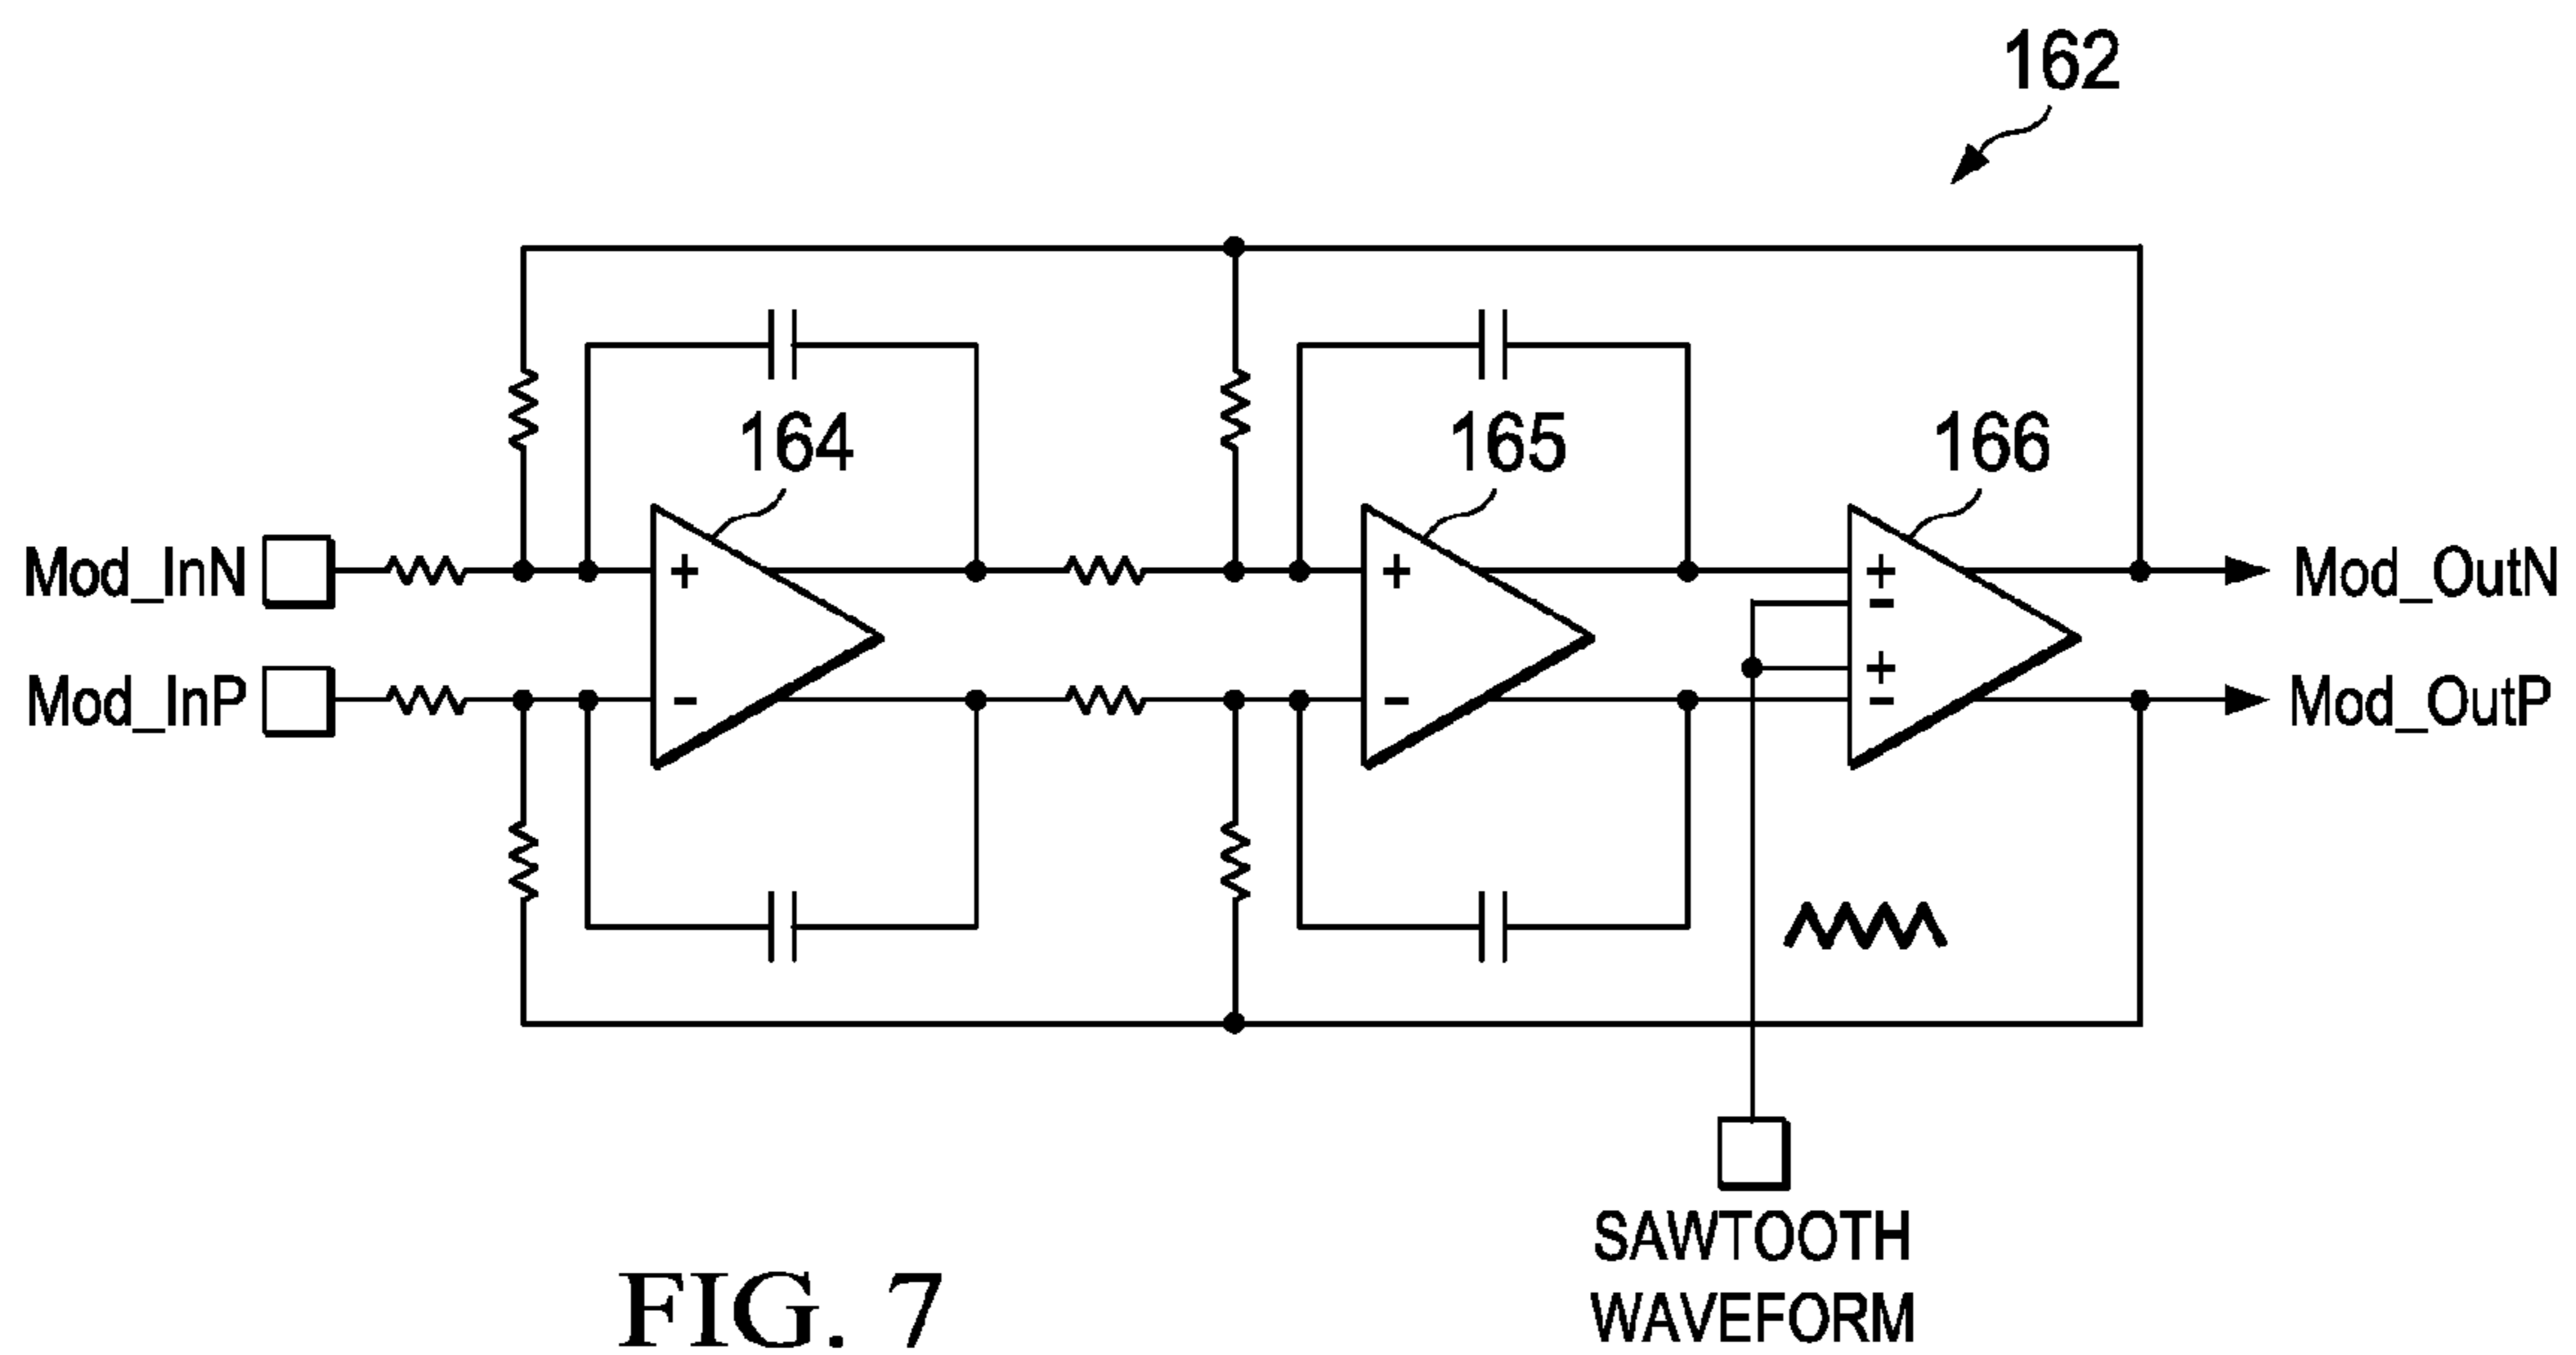 162
164
165
166
Mod_InN
+
+
+
-
Mod_OutN
Mod_InP
-
-
+
-
Mod_OutP
SAWTOOTH
WAVEFORM
FIG. 7